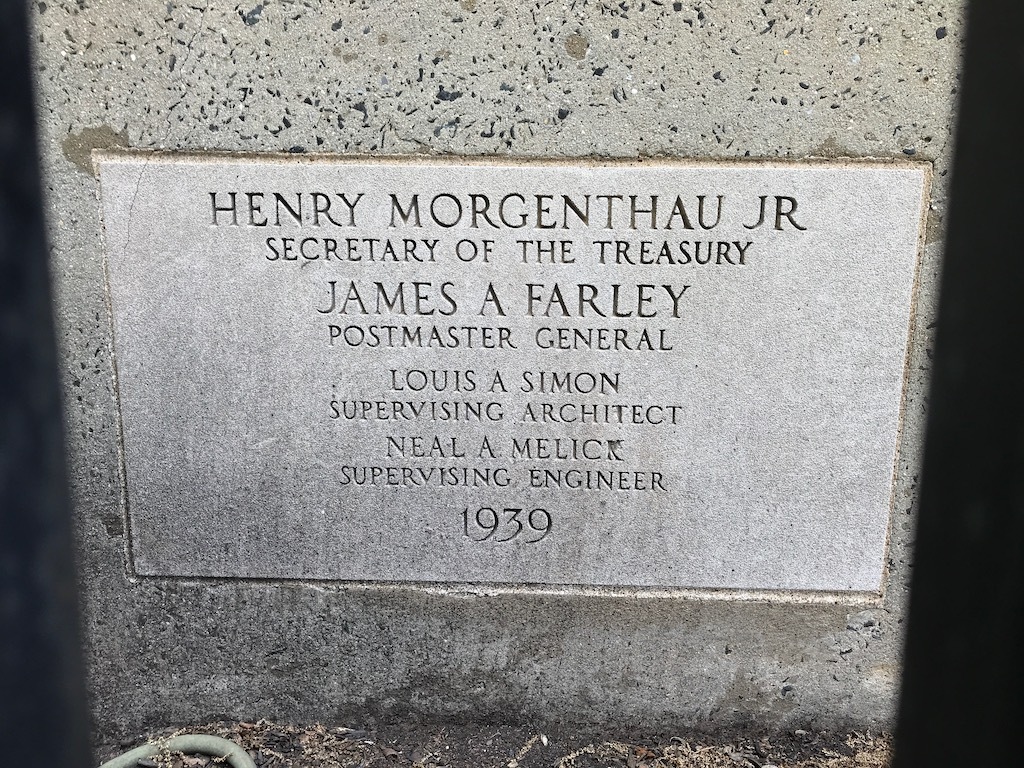 HENRY MORGENTHAU JR
SECRETARY OF THE TREASURY
JAMES A FARLEY
POSTMASTER GENERAL
LOUIS A SIMON
SUPERVISING ARCHITECT
NEAL A MELICK
SUPERVISING ENGINEER
1939